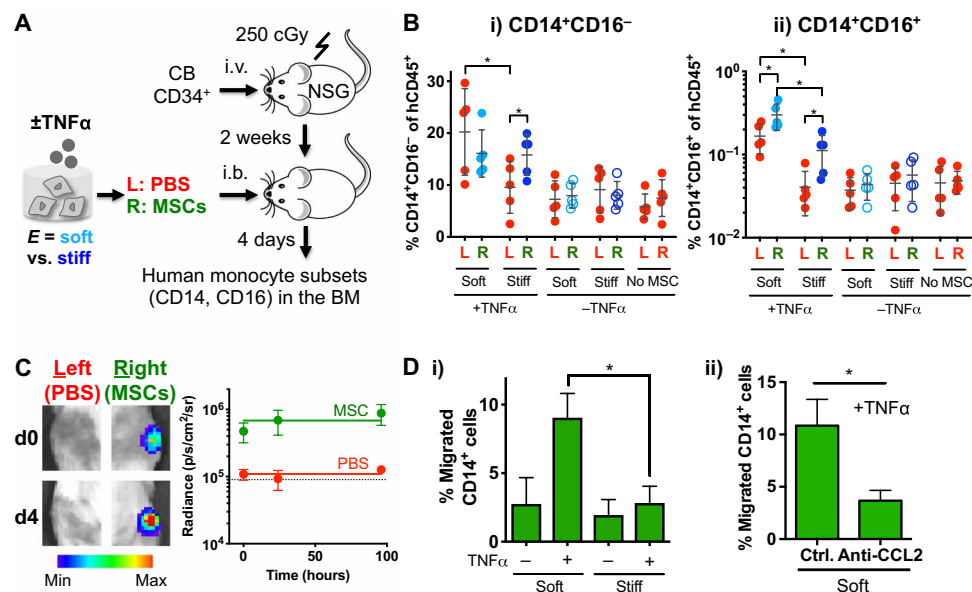 A
250 cGy
CB
CD34+
i.v.
NSG
±TNFα
2 weeks
L: PBS
R: MSCs
i.b.
E = soft
vs. stiff
4 days
Human monocyte subsets
(CD14, CD16) in the BM
B
i) CD14+CD16–
% CD14+CD16– of hCD45+
30
20
10
0
*
*
L R L R L R L R L R
Soft Stiff Soft Stiff No MSC
+TNFα –TNFα
ii) CD14+CD16+
% CD14+CD16+ of hCD45+
10^0
10^–1
10^–2
*
*
*
*
L R L R L R L R L R
Soft Stiff Soft Stiff No MSC
+TNFα –TNFα
C
Left Right
(PBS) (MSCs)
d0
d4
Min Max
Radiance (p/s/cm²/sr)
10^6
10^5
10^4
MSC
PBS
0 50 100
Time (hours)
D
i)
% Migrated
CD14+ cells
10
5
0
*
TNFα – + – +
Soft Stiff
ii)
% Migrated CD14+ cells
15
10
5
0
*
+TNFα
Ctrl. Anti-CCL2
Soft